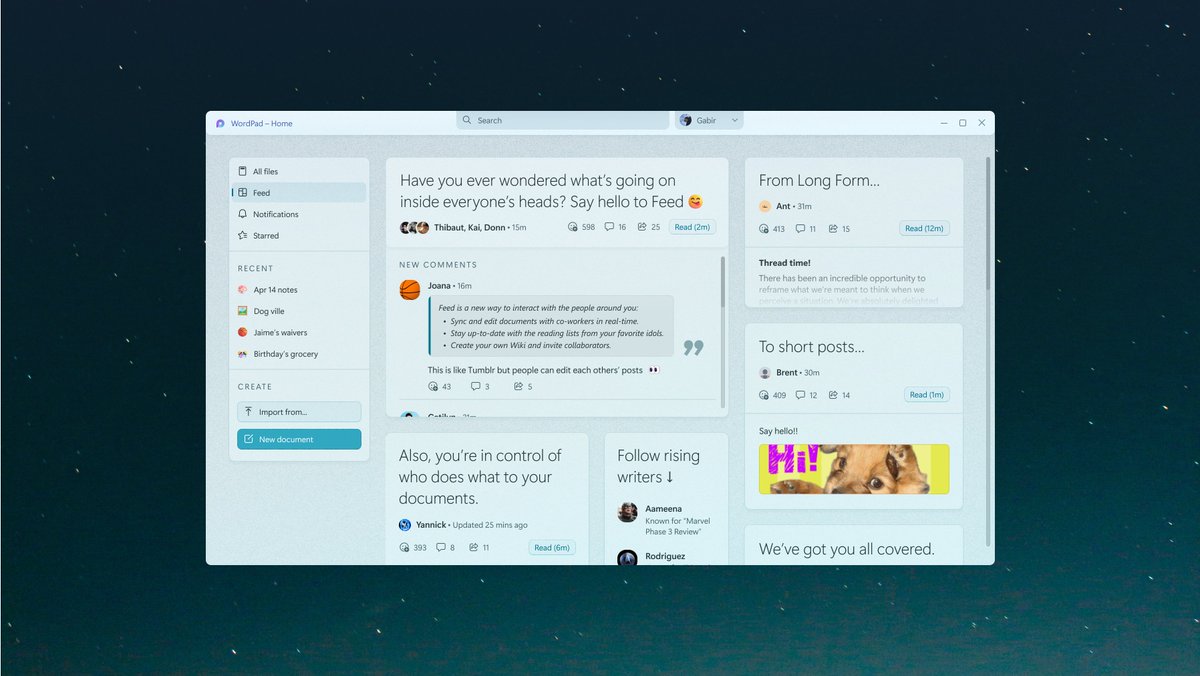 WordPad – Home
Search
Gabir
All files
Feed
Notifications
Starred
RECENT
Apr 14 notes
Dog ville
Jaime's waivers
Birthday's grocery
CREATE
Import from...
New document
Have you ever wondered what's going on
inside everyone's heads? Say hello to Feed 😋
Thibaut, Kai, Donn • 15m
598
16
25
Read (2m)
NEW COMMENTS
Joana • 16m
Feed is a new way to interact with the people around you:
• Sync and edit documents with co-workers in real-time.
• Stay up-to-date with the reading lists from your favorite idols.
• Create your own Wiki and invite collaborators.
This is like Tumblr but people can edit each others' posts 👀
43
3
5
Also, you're in control of
who does what to your
documents.
Yannick • Updated 25 mins ago
393
8
11
Read (6m)
Follow rising
writers ↓
Aameena
Known for "Marvel
Phase 3 Review"
Rodriguez
From Long Form...
Ant • 31m
413
11
15
Read (12m)
Thread time!
There has been an incredible opportunity to
reframe what we're meant to think when we
perceive a situation. We're absolutely delighted
To short posts...
Brent • 30m
409
12
14
Read (1m)
Say hello!!
Hi!
We've got you all covered.